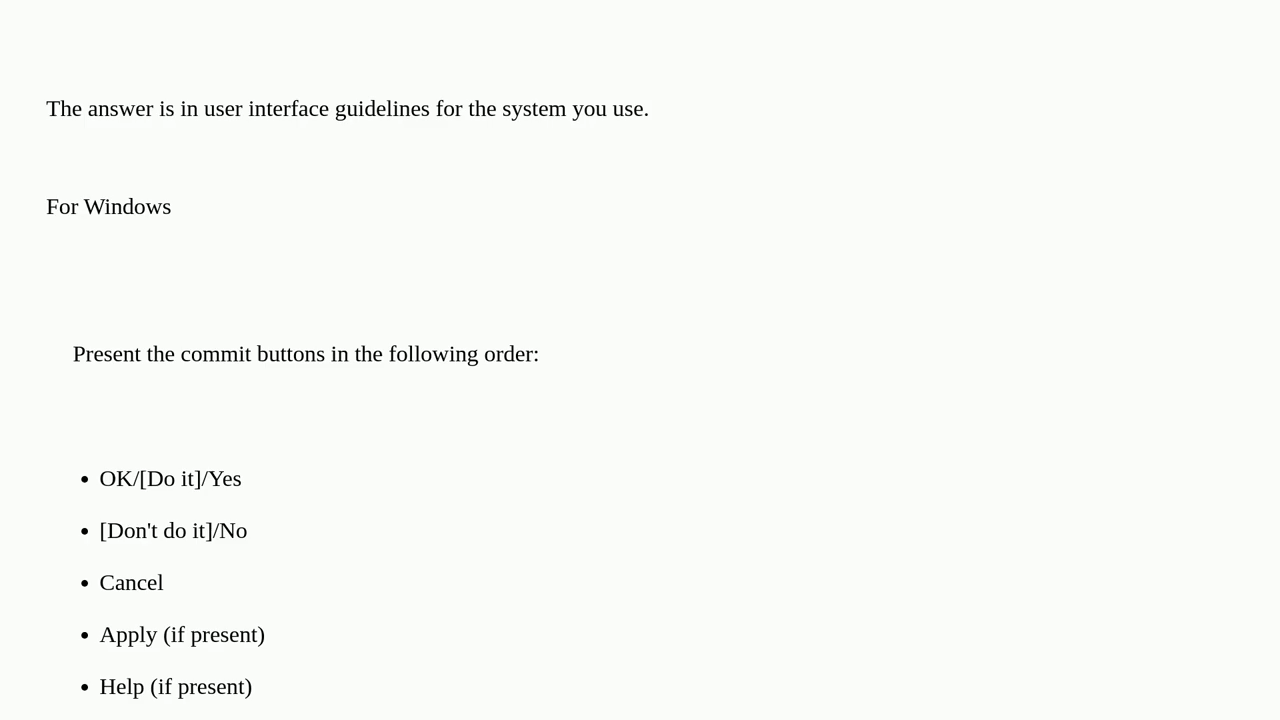 The answer is in user interface guidelines for the system you use.
For Windows
Present the commit buttons in the following order:
• OK/[Do it]/Yes
• [Don't do it]/No
• Cancel
• Apply (if present)
• Help (if present)